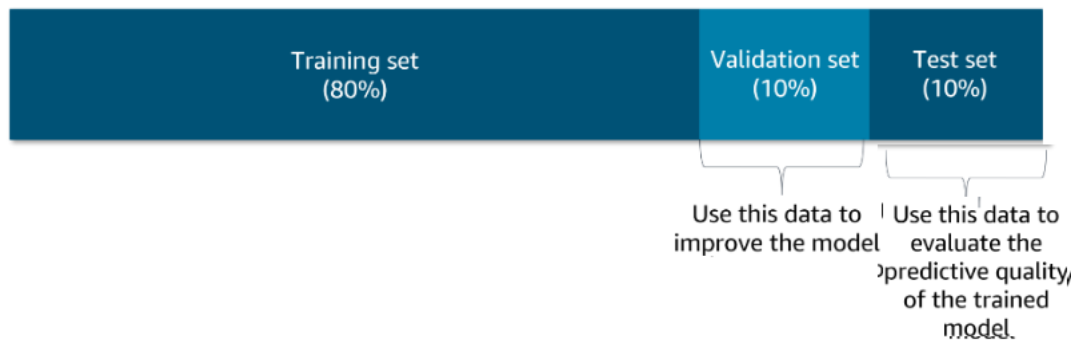 Training set
(80%)
Validation set
(10%)
Test set
(10%)
Use this data to
improve the model
Use this data to
evaluate the
predictive quality
of the trained
model